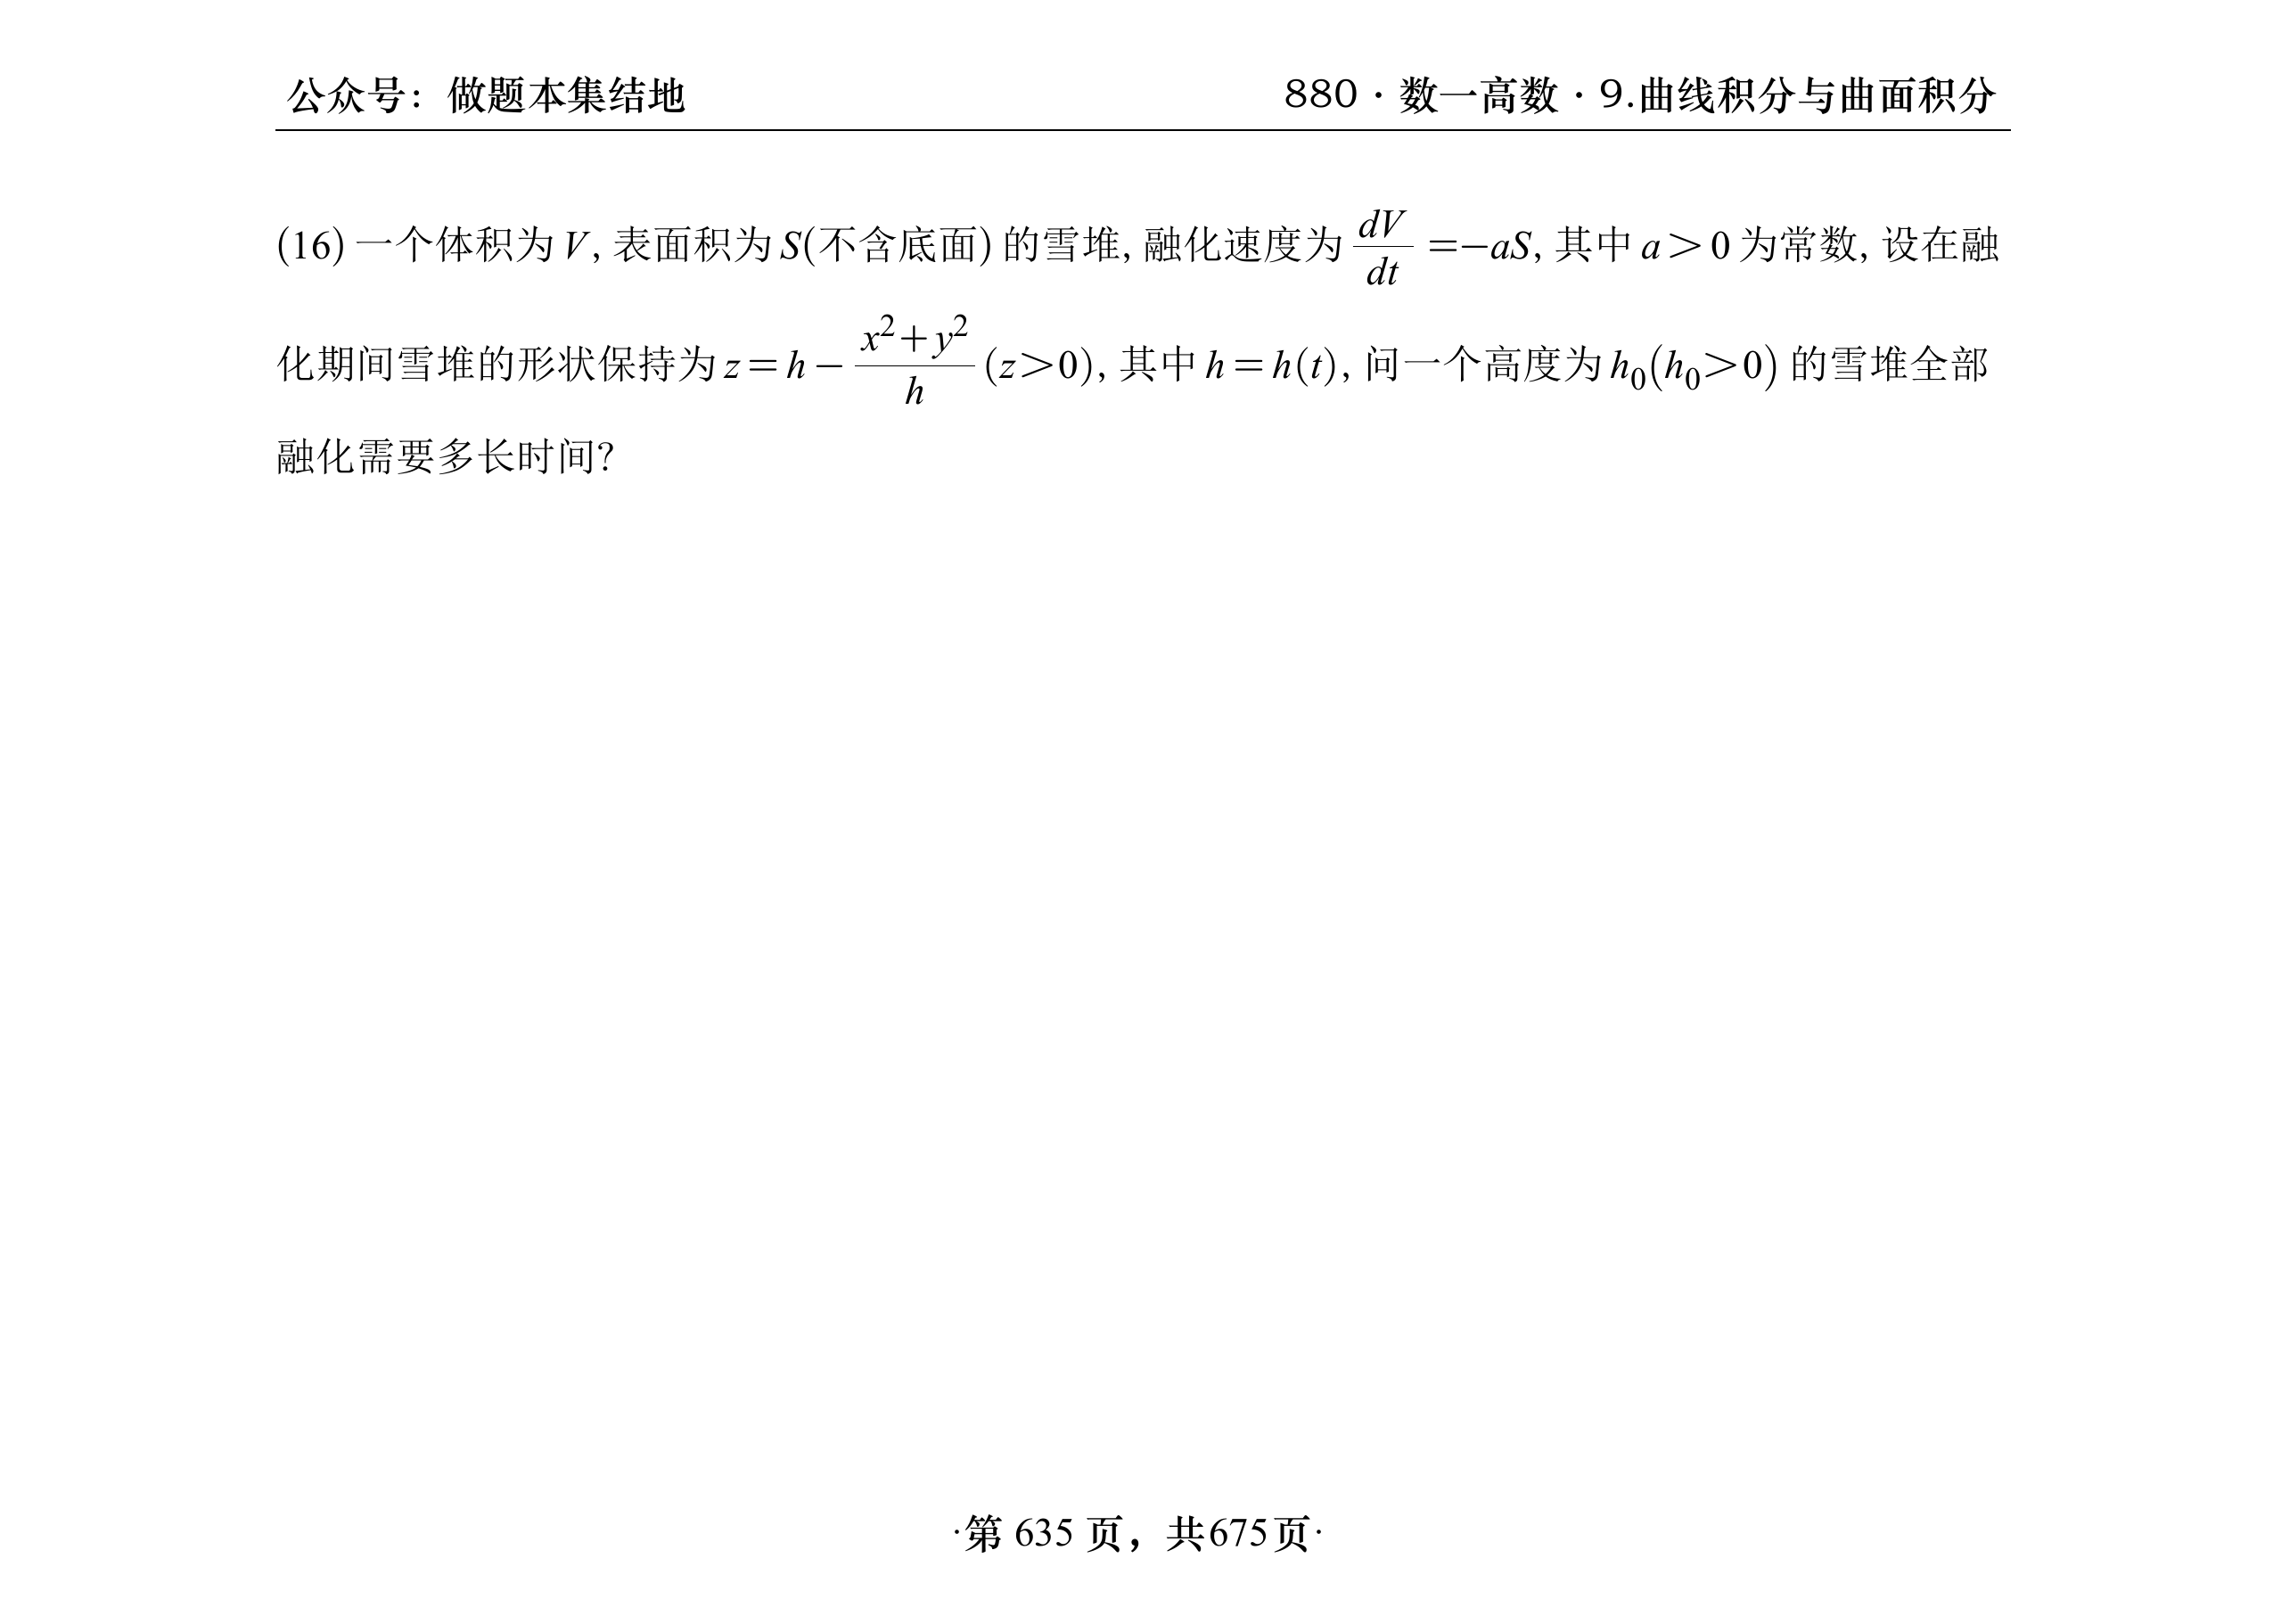 公众号：做题本集结地
880·数一高数·9.曲线积分与曲面积分
(16)一个体积为 V, 表面积为 S(不含底面) 的雪堆, 融化速度为 \frac{dV}{dt} =−aS, 其中 a＞0 为常数, 设在融
化期间雪堆的形状保持为 z = h − \frac{x^2+y^2}{h} (z＞0), 其中 h = h(t), 问一个高度为 h_0(h_0＞0) 的雪堆全部
融化需要多长时间?
·第 635 页，共675页·